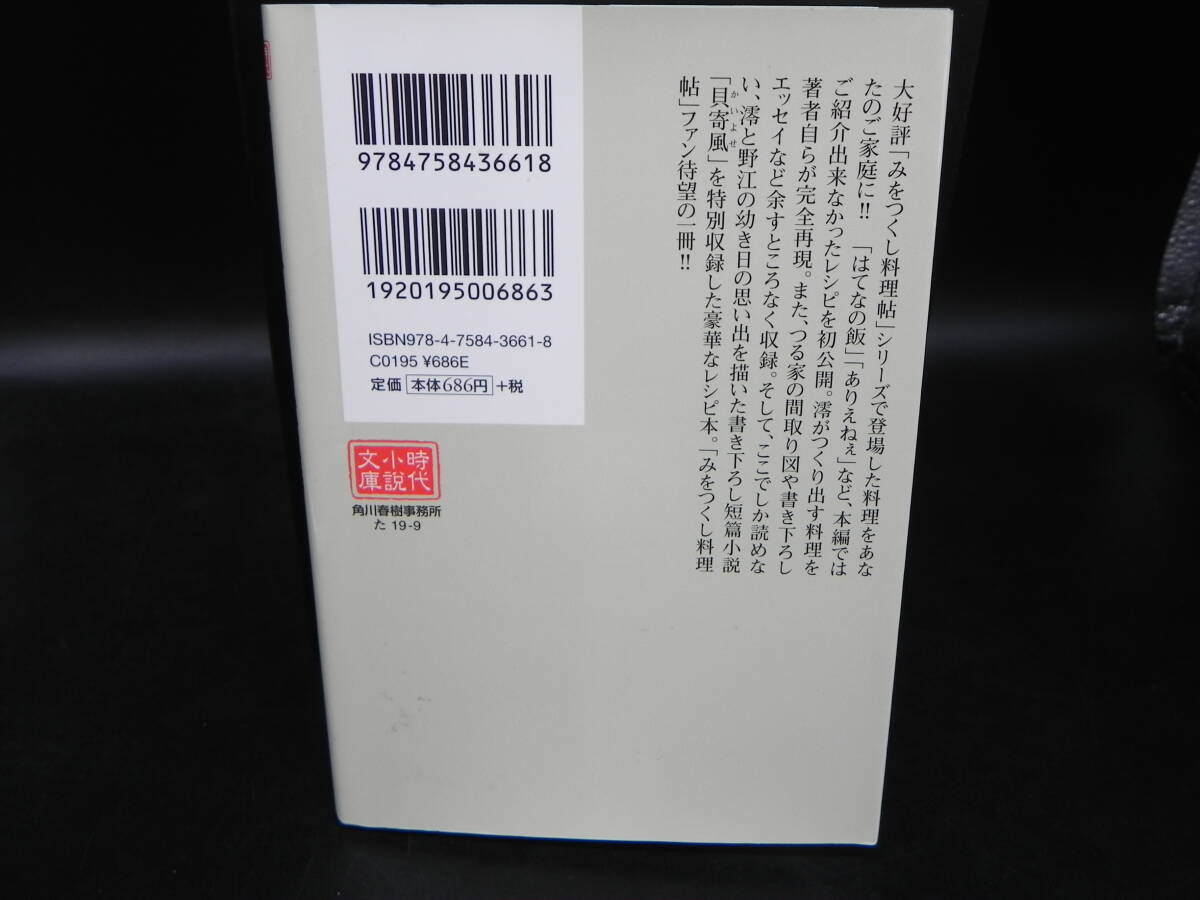 大好評「みをつくし料理帖」シリーズで登場した料理をあな
たのご家庭に!! 「はてなの飯」「ありえねぇ」など、本編では
ご紹介出来なかったレシピを初公開。澪がつくり出す料理を
著者自らが完全再現。また、つる家の間取り図や書き下ろし
エッセイなど余すところなく収録。そして、ここでしか読めな
い、澪と野江の幼き日の思い出を描いた書き下ろし短篇小説
「貝寄風」を特別収録した豪華なレシピ本。「みをつくし料理
かいよせ
帖」ファン待望の一冊!!
9784758436618
1920195006863
ISBN978-4-7584-3661-8
C0195 ¥686E
定価 本体686円 +税
時代
小説
文庫
角川春樹事務所
た 19-9